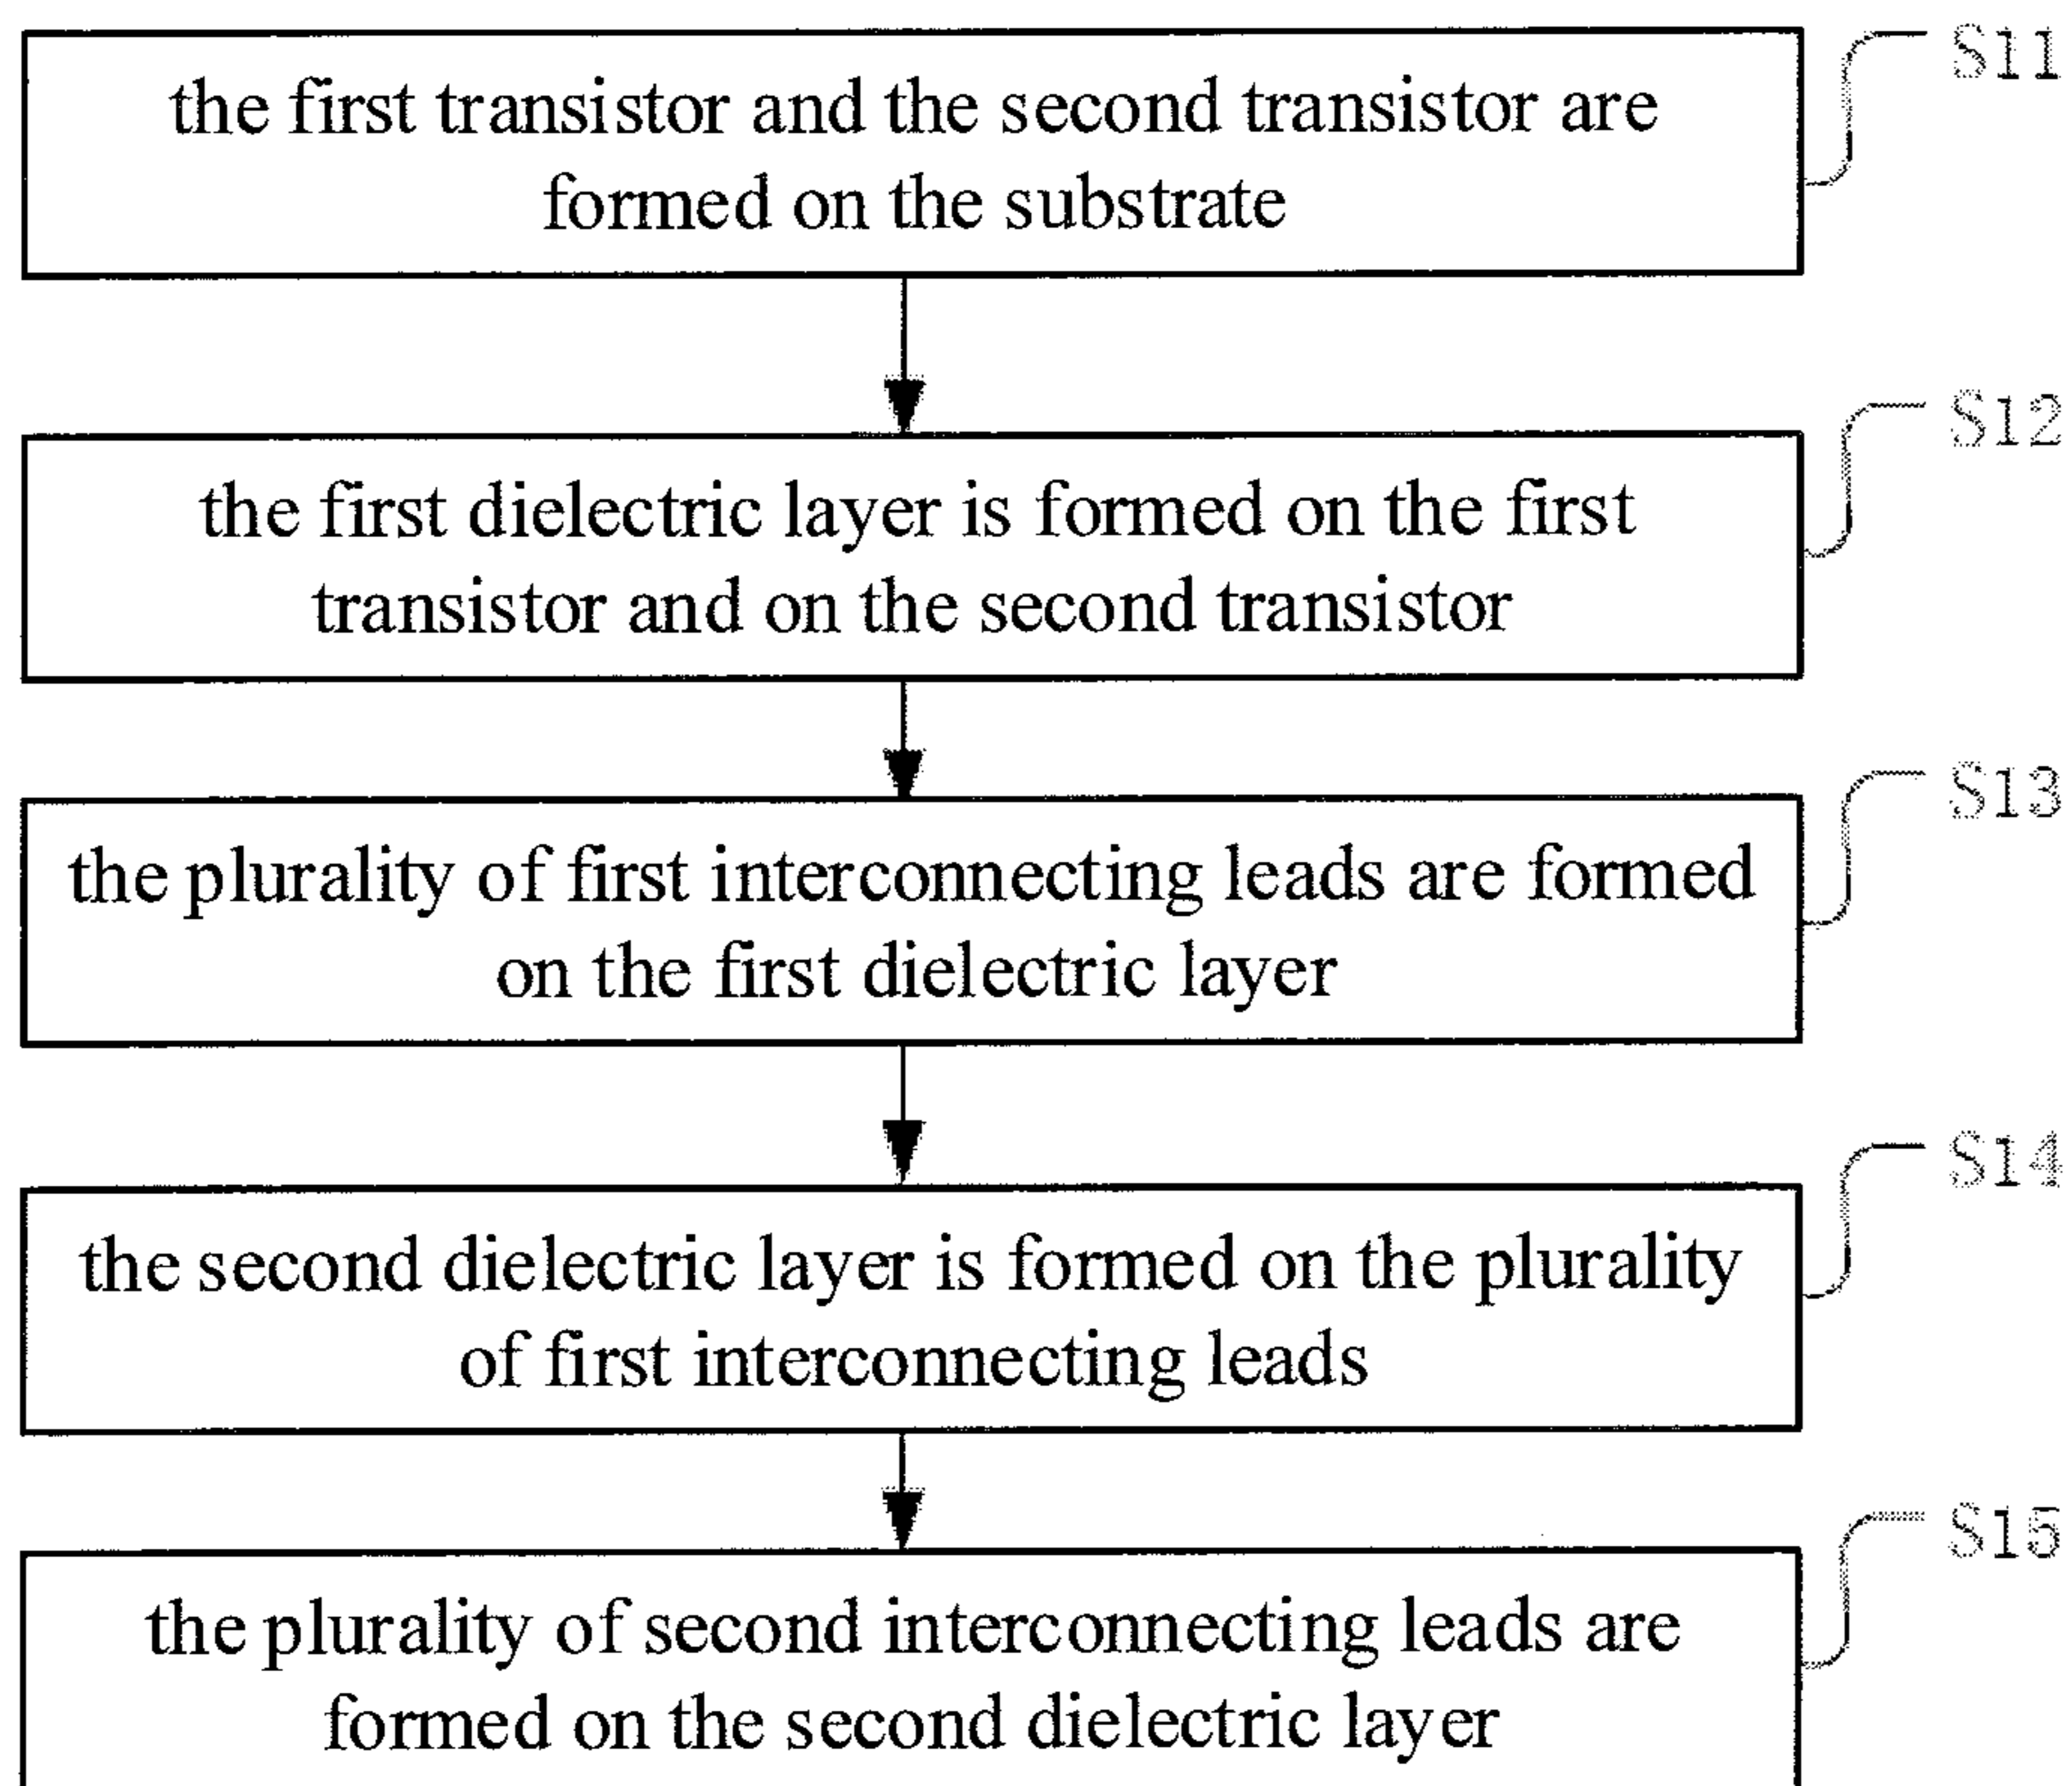 S11
the first transistor and the second transistor are
formed on the substrate
S12
the first dielectric layer is formed on the first
transistor and on the second transistor
S13
the plurality of first interconnecting leads are formed
on the first dielectric layer
S14
the second dielectric layer is formed on the plurality
of first interconnecting leads
S15
the plurality of second interconnecting leads are
formed on the second dielectric layer